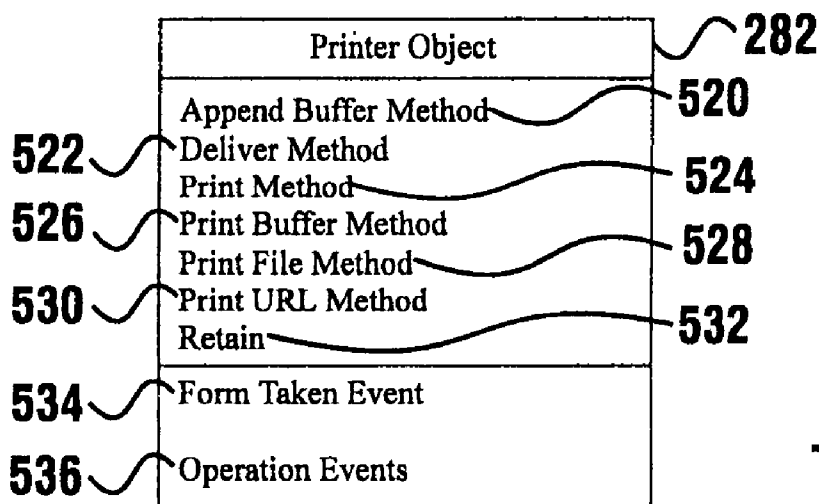 Printer Object 282
Append Buffer Method 520
522 Deliver Method
Print Method 524
526 Print Buffer Method
Print File Method 528
530 Print URL Method
Retain 532
534 Form Taken Event
536 Operation Events